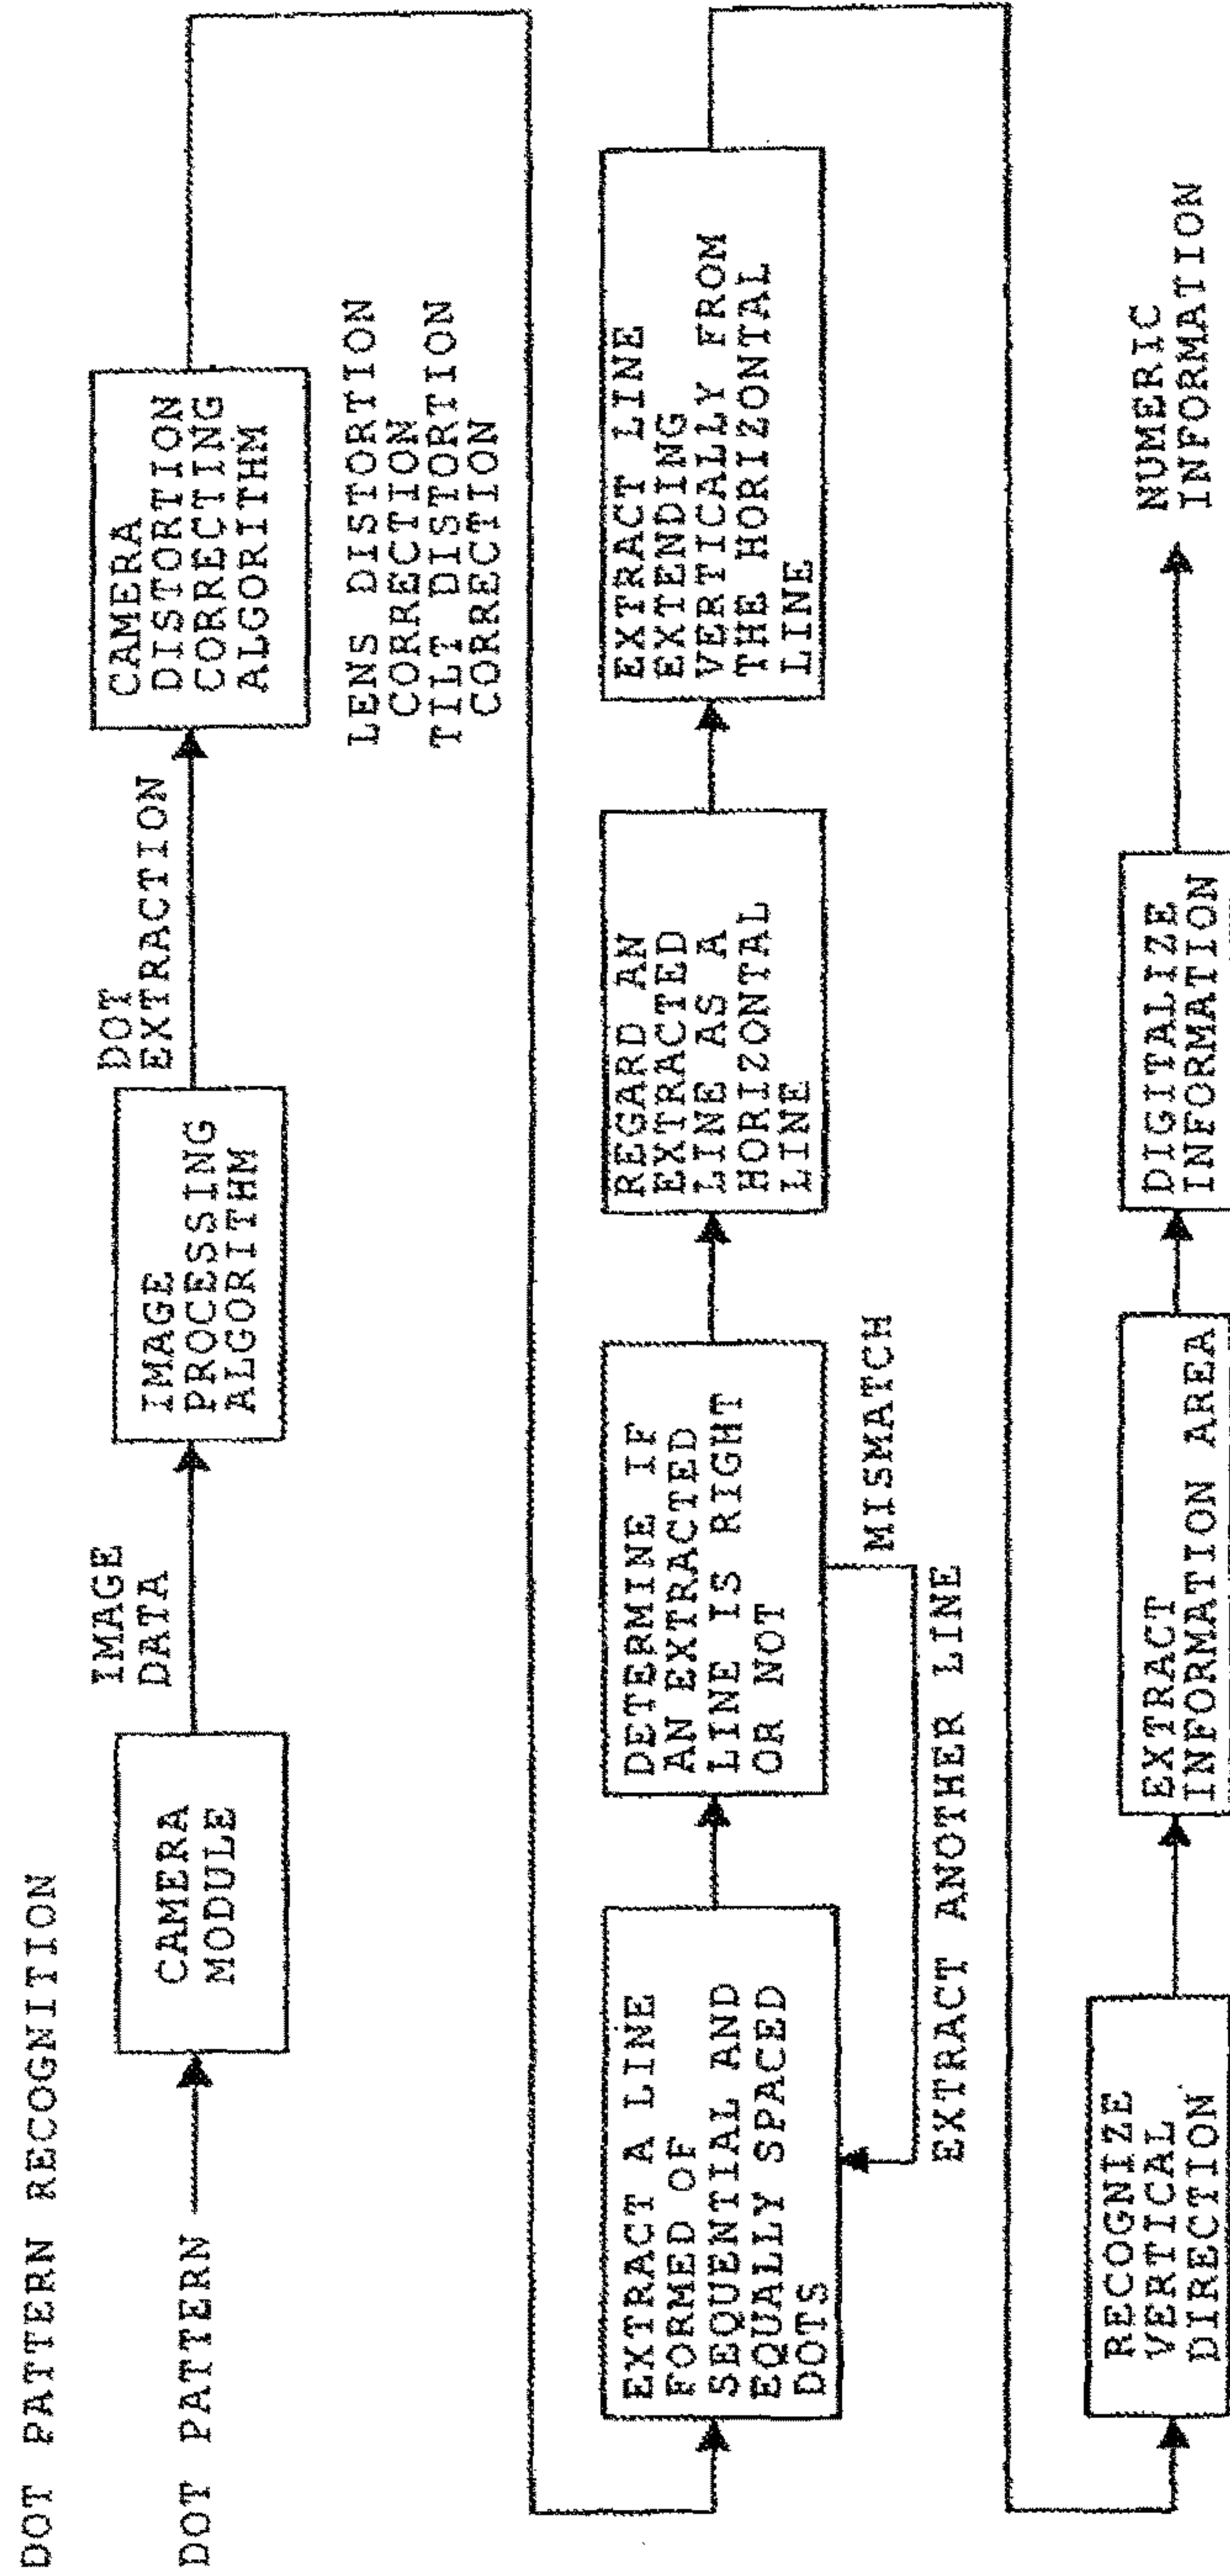 DOT PATTERN RECOGNITION
DOT PATTERN
CAMERA
MODULE
IMAGE
DATA
IMAGE
PROCESSING
ALGORITHM
DOT
EXTRACTION
CAMERA
DISTORTION
CORRECTING
ALGORITHM
LENS DISTORTION
CORRECTION
TILT DISTORTION
CORRECTION
EXTRACT A LINE
FORMED OF
SEQUENTIAL AND
EQUALLY SPACED
DOTS
DETERMINE IF
AN EXTRACTED
LINE IS RIGHT
OR NOT
MISMATCH
EXTRACT ANOTHER LINE
REGARD AN
EXTRACTED
LINE AS A
HORIZONTAL
LINE
EXTRACT LINE
EXTENDING
VERTICALLY FROM
THE HORIZONTAL
LINE
RECOGNIZE
VERTICAL
DIRECTION
EXTRACT
INFORMATION AREA
DIGITALIZE
INFORMATION
NUMERIC
INFORMATION